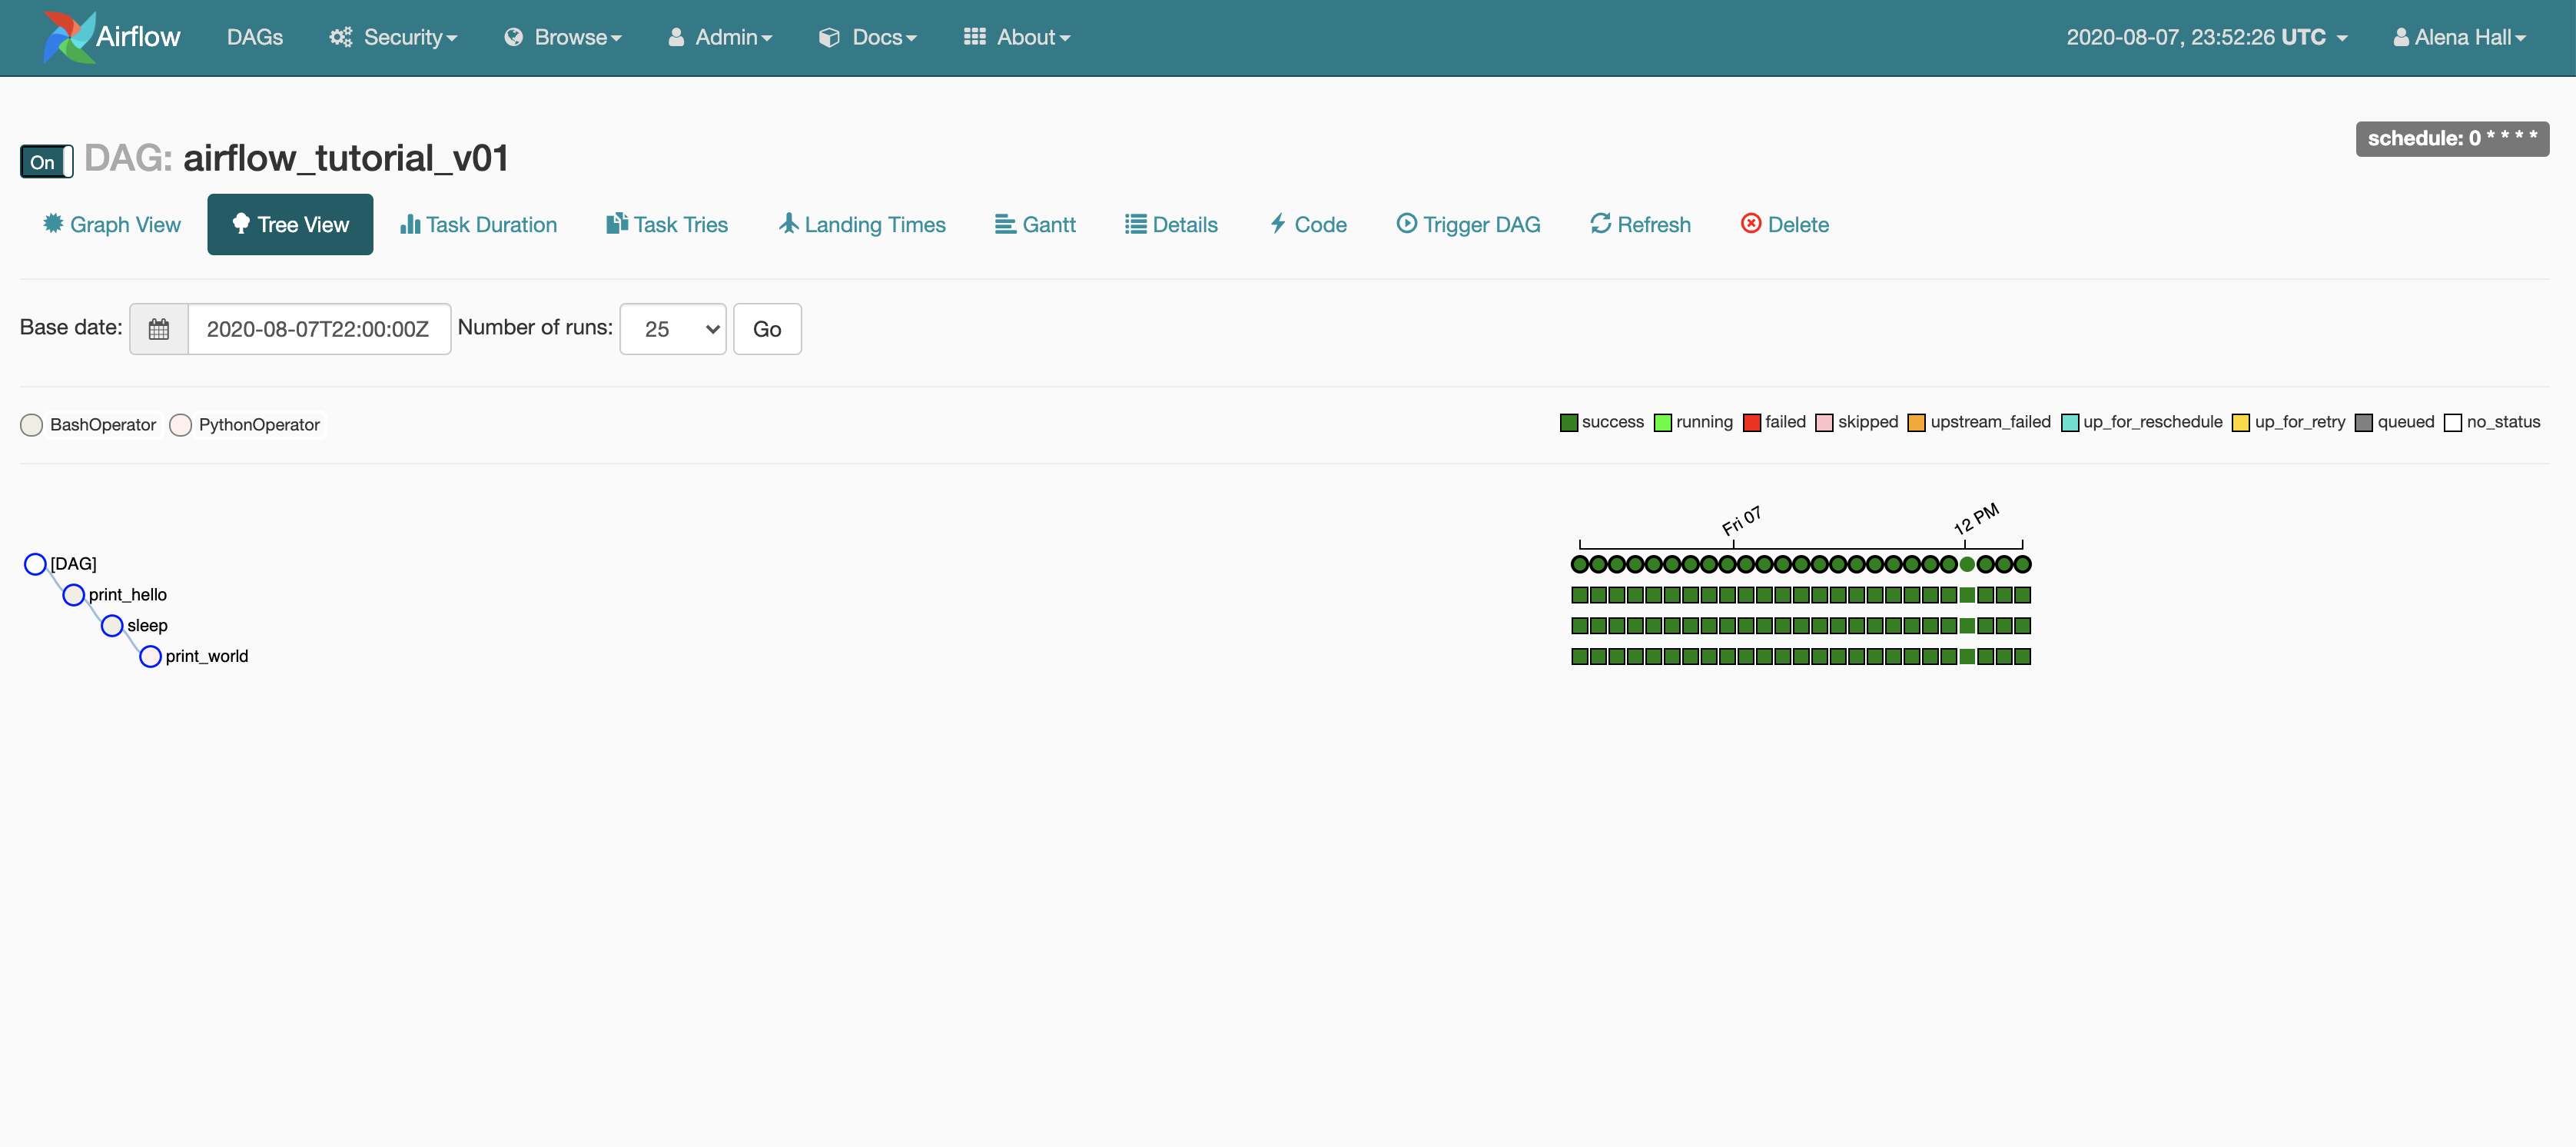 Airflow DAGs Security Browse Admin Docs About 2020-08-07, 23:52:26 UTC Alena Hall
schedule: 0 * * * *
On DAG: airflow_tutorial_v01
Graph View Tree View Task Duration Task Tries Landing Times Gantt Details Code Trigger DAG Refresh Delete
Base date: 2020-08-07T22:00:00Z Number of runs: 25 Go
BashOperator PythonOperator success running failed skipped upstream_failed up_for_reschedule up_for_retry queued no_status
Fri 07 12 PM
[DAG]
print_hello
sleep
print_world